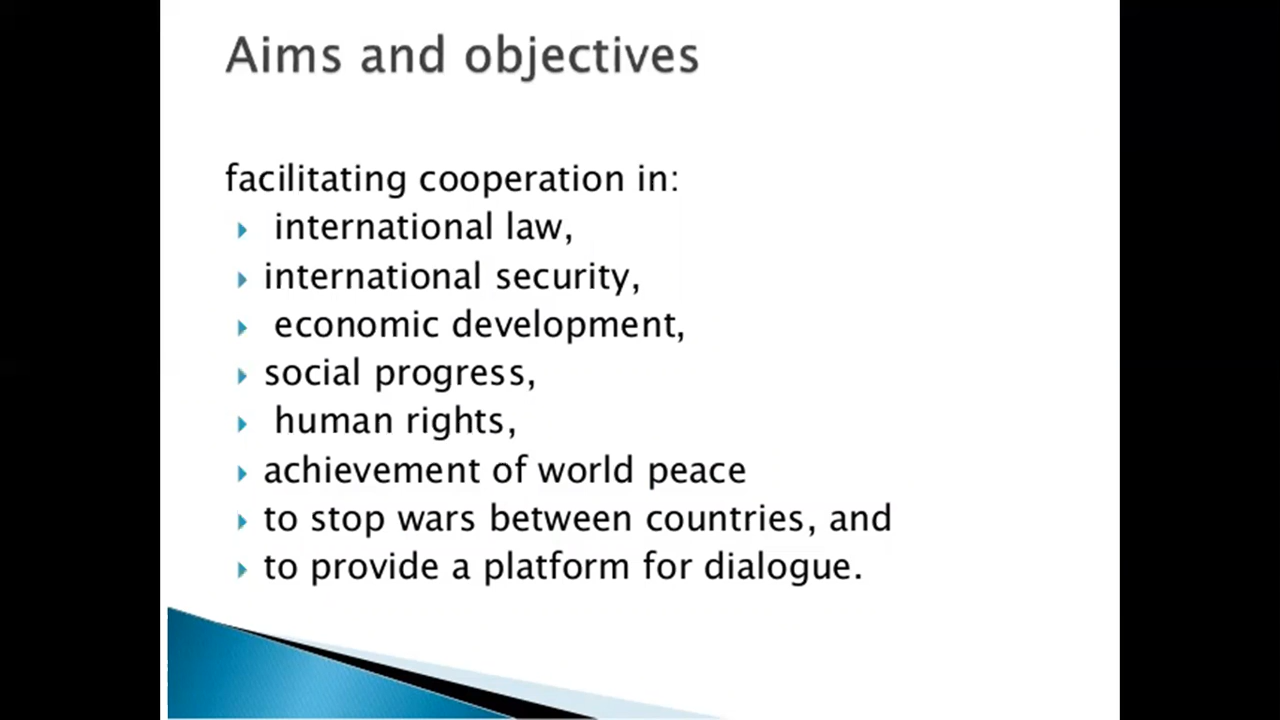 Aims and objectives
facilitating cooperation in:
international law,
international security,
economic development,
social progress,
human rights,
achievement of world peace
to stop wars between countries, and
to provide a platform for dialogue.